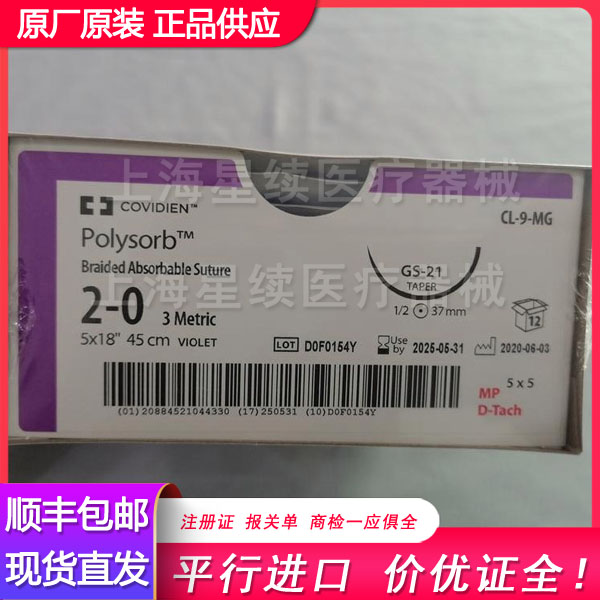 原厂原装 正品供应
上海星续医疗器械
COVIDIEN™
CL-9-MG
Polysorb™
Braided Absorbable Suture
GS-21
TAPER
2-0 3 Metric
上海星续医疗器械
1/2 37mm
12
5x18" 45 cm VIOLET
LOT D0F0154Y
Use by 2025-05-31
2020-06-03
5 x 5
MP
D-Tach
(01)20884521044330(17)250531(10)D0F0154Y
顺丰包邮
现货直发
注册证 报关单 商检一应俱全
平行进口 价优证全!